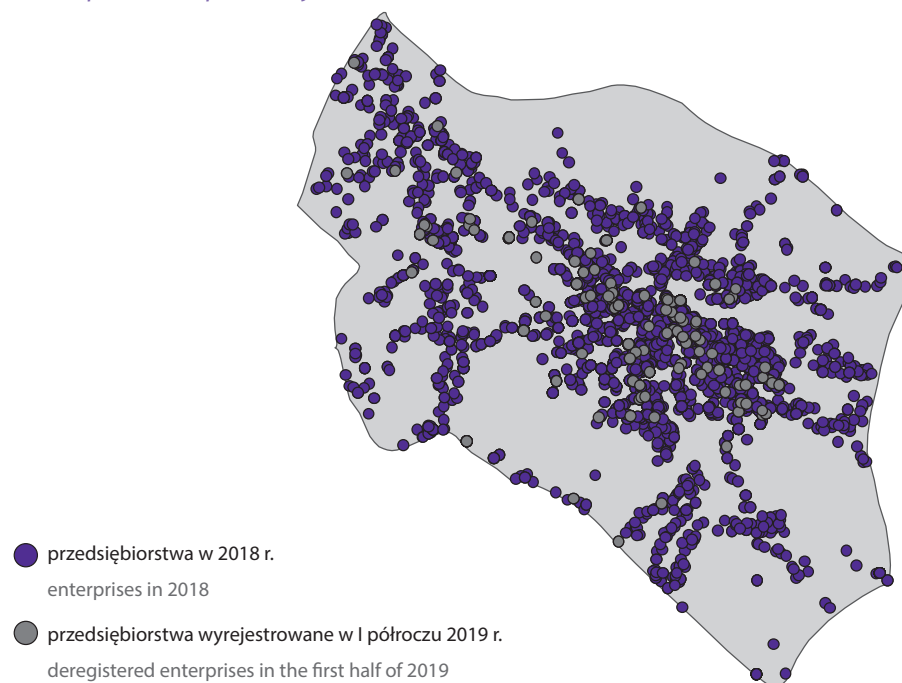 przedsiębiorstwa w 2018 r.
enterprises in 2018
przedsiębiorstwa wyrejestrowane w I półroczu 2019 r.
deregistered enterprises in the first half of 2019